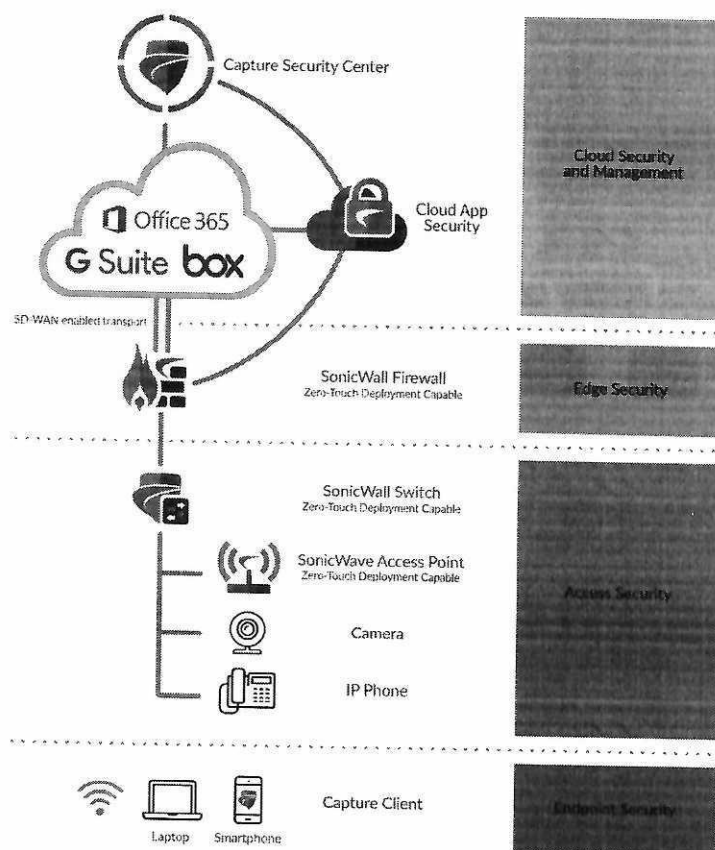 Capture Security Center
Cloud Security
and Management
Office 365
G Suite box
Cloud App
Security
SD-WAN enabled transport
SonicWall Firewall
Zero-Touch Deployment Capable
Edge Security
SonicWall Switch
Zero-Touch Deployment Capable
SonicWave Access Point
Zero-Touch Deployment Capable
Access Security
Camera
IP Phone
Capture Client
Endpoint Security
Laptop
Smartphone